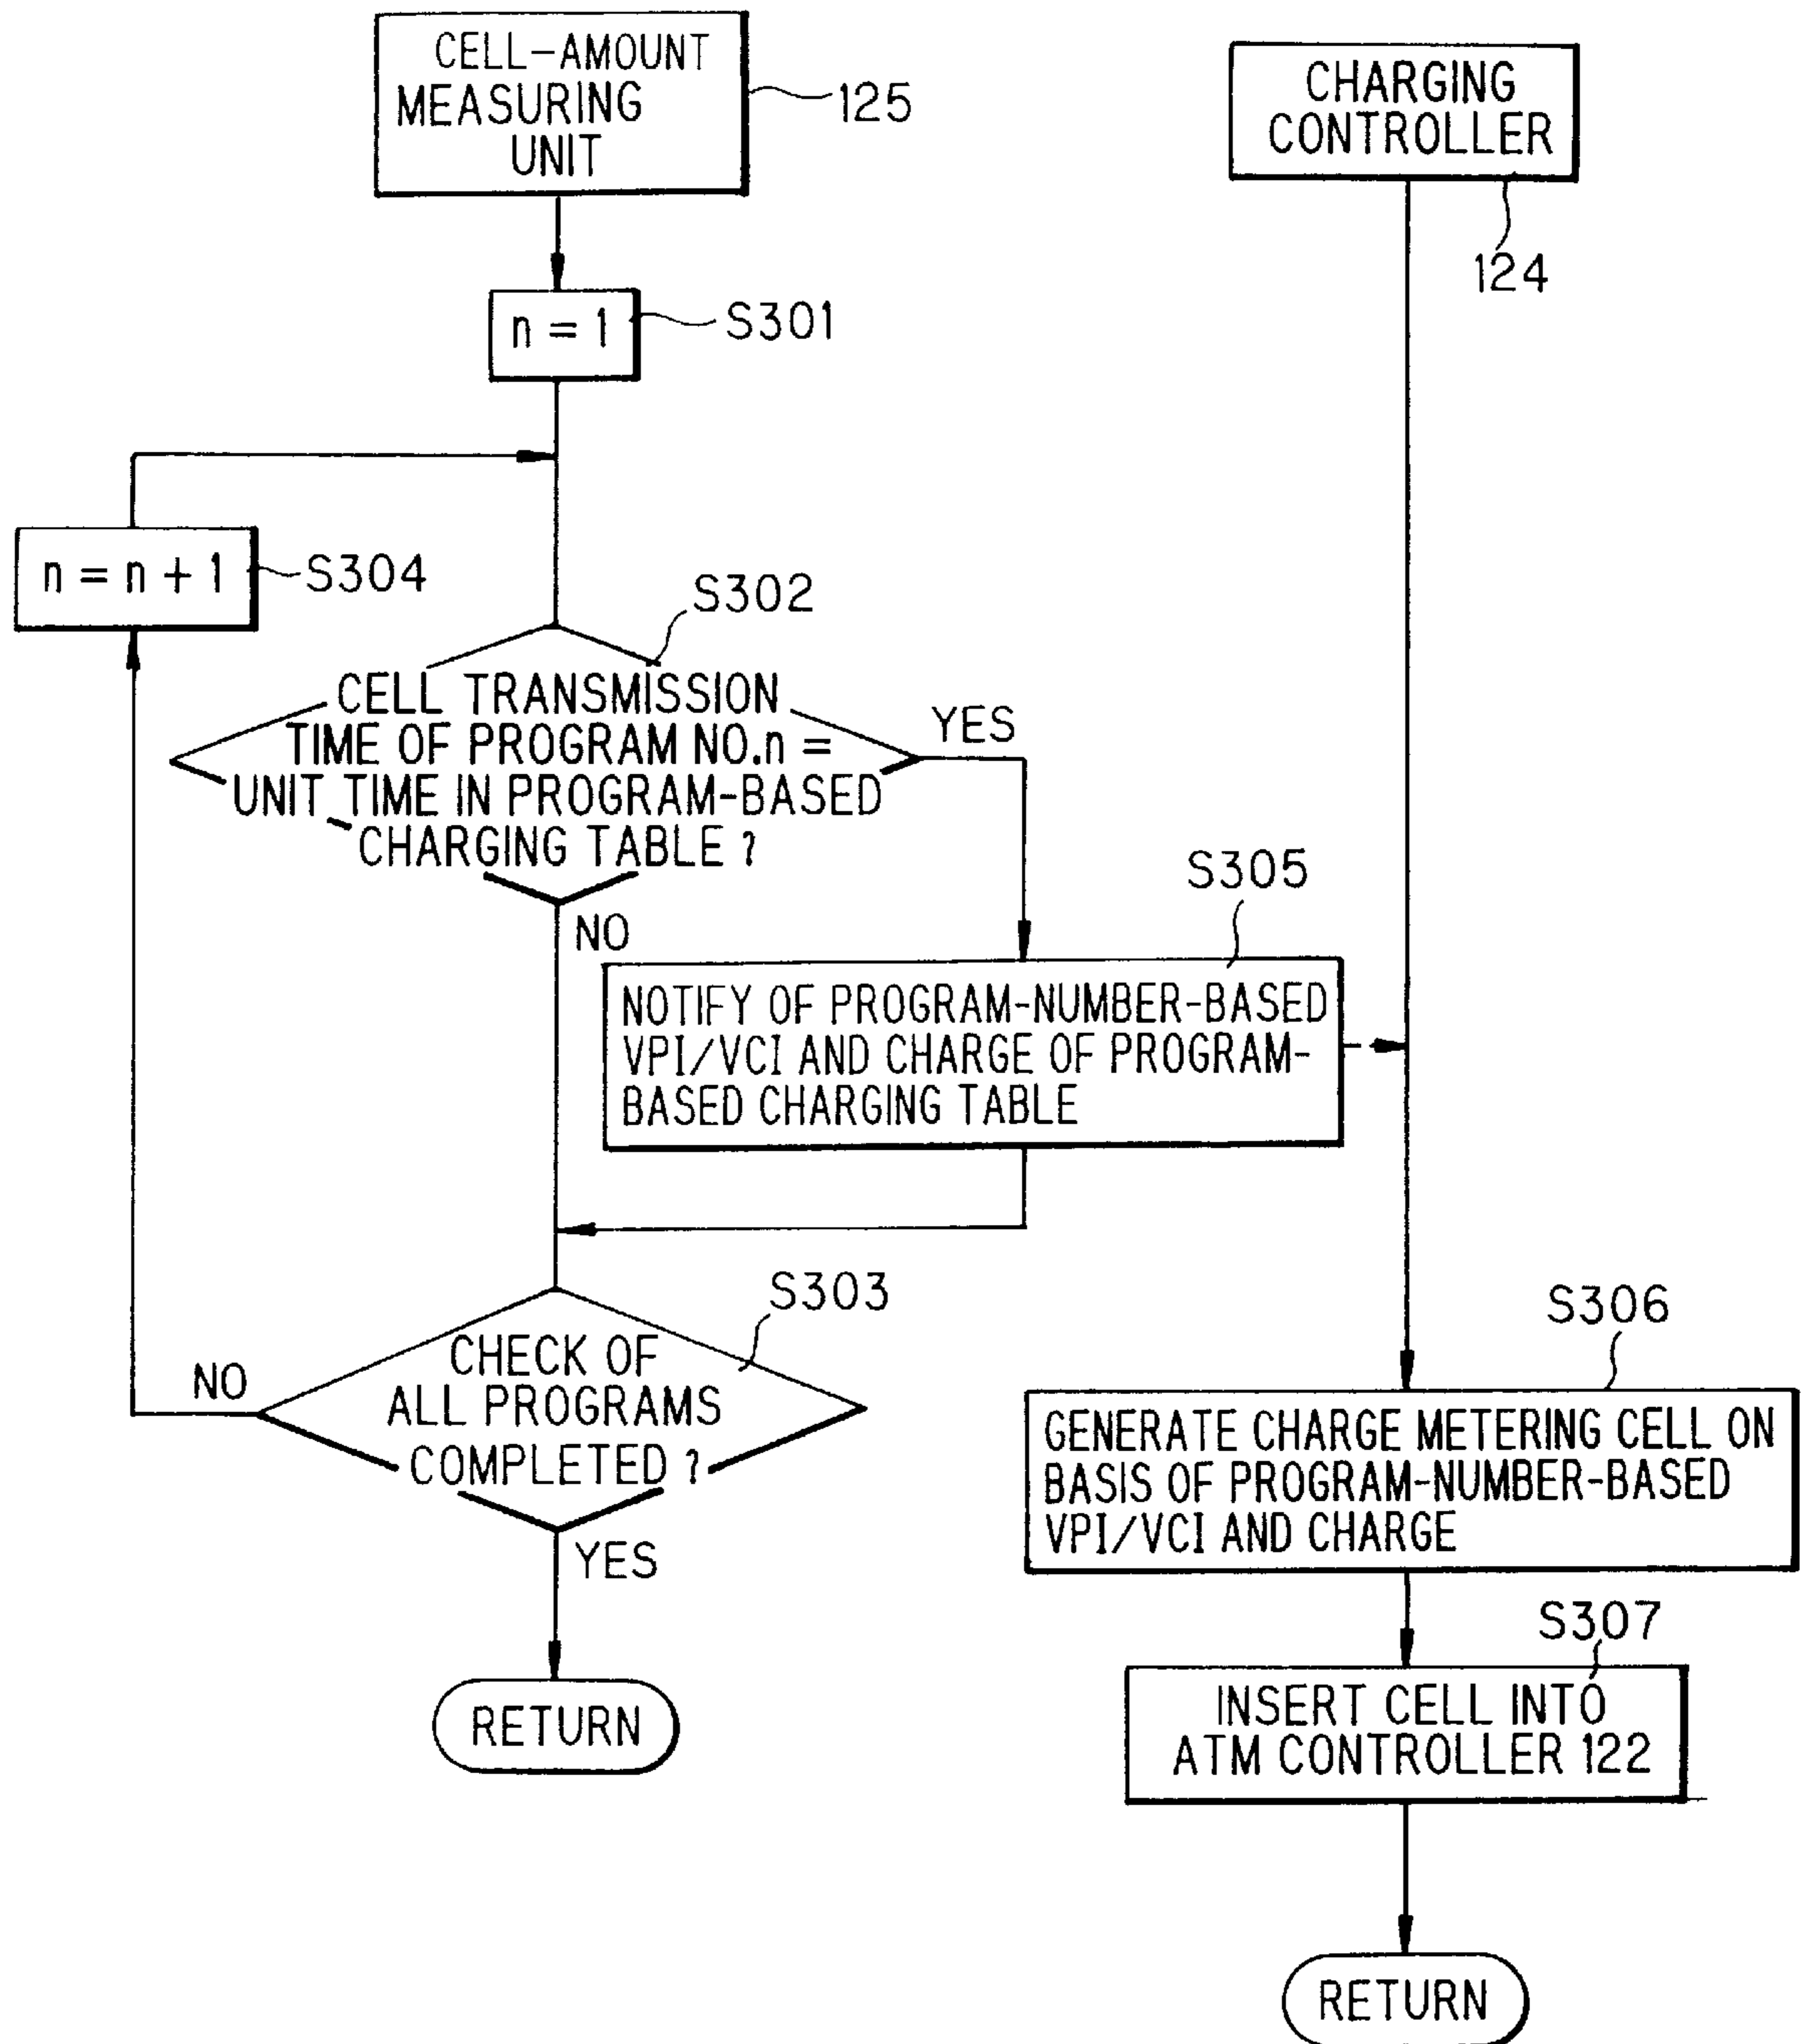 CELL-AMOUNT
MEASURING
UNIT
125
CHARGING
CONTROLLER
124
n = 1
S301
n = n + 1
S304
S302
CELL TRANSMISSION
TIME OF PROGRAM NO.n =
UNIT TIME IN PROGRAM-BASED
CHARGING TABLE ?
YES
NO
S305
NOTIFY OF PROGRAM-NUMBER-BASED
VPI/VCI AND CHARGE OF PROGRAM-
BASED CHARGING TABLE
S303
CHECK OF
ALL PROGRAMS
COMPLETED ?
NO
YES
RETURN
S306
GENERATE CHARGE METERING CELL ON
BASIS OF PROGRAM-NUMBER-BASED
VPI/VCI AND CHARGE
S307
INSERT CELL INTO
ATM CONTROLLER 122
RETURN